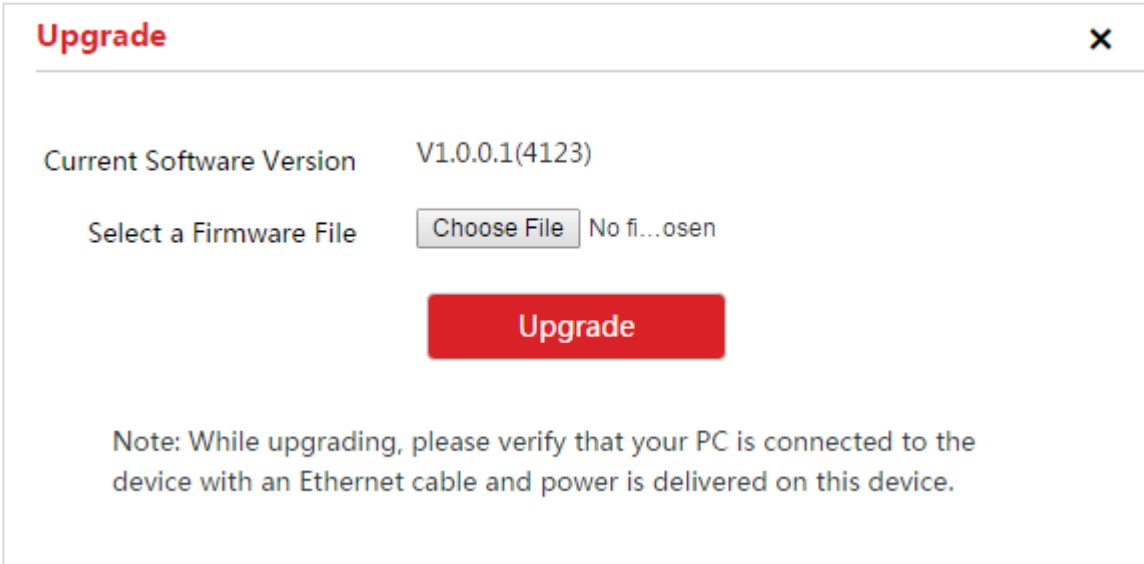 Upgrade ×
Current Software Version V1.0.0.1(4123)
Select a Firmware File Choose File No fi...osen
Upgrade
Note: While upgrading, please verify that your PC is connected to the
device with an Ethernet cable and power is delivered on this device.